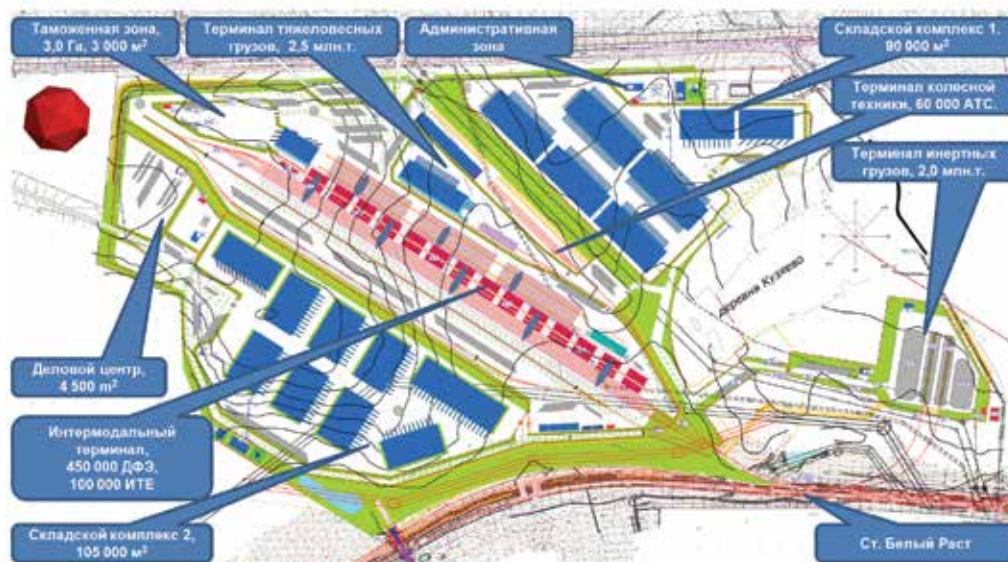 Таможенная зона,
3,0 Га, 3 000 м²
Терминал тяжеловесных
грузов, 2,5 млн.т.
Административная
зона
Складской комплекс 1,
90 000 м²
Терминал колесной
техники, 60 000 АТС.
Терминал инертных
грузов, 2,0 млн.т.
деревня Кузяево
Деловой центр,
4 500 m²
Интермодальный
терминал,
450 000 ДФЭ,
100 000 ИТЕ
Складской комплекс 2,
105 000 м²
Ст. Белый Раст